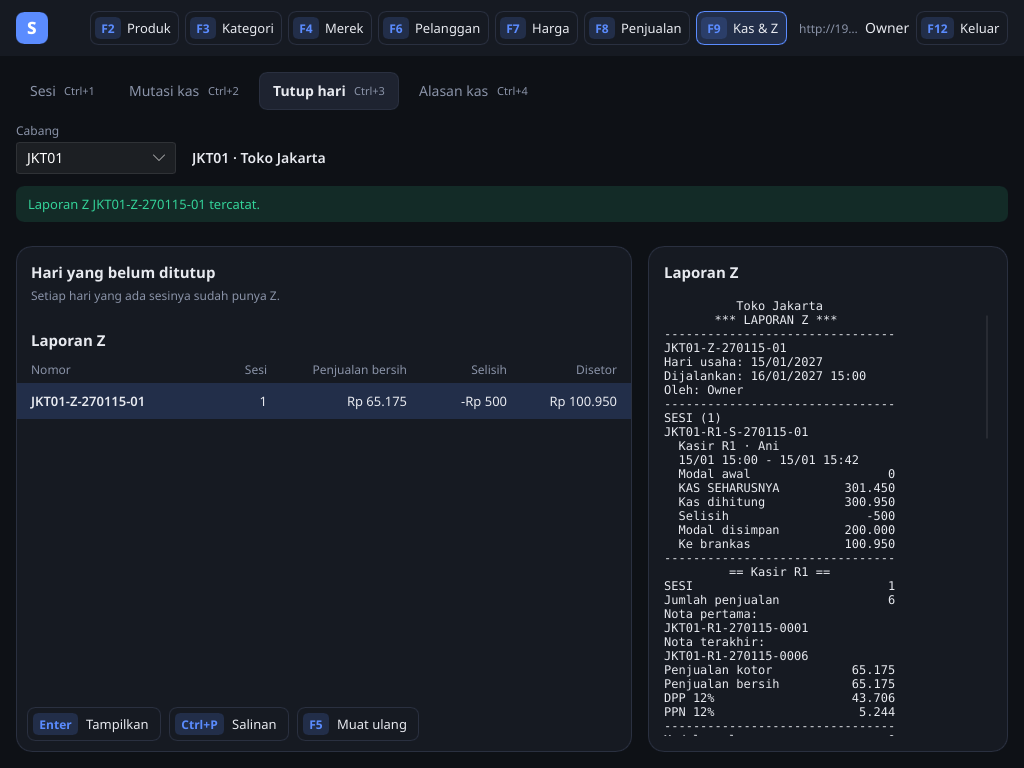 S
F2 Produk F3 Kategori F4 Merek F6 Pelanggan F7 Harga F8 Penjualan F9 Kas & Z http://19... Owner F12 Keluar
Sesi Ctrl+1 Mutasi kas Ctrl+2 Tutup hari Ctrl+3 Alasan kas Ctrl+4
Cabang
JKT01 JKT01 · Toko Jakarta
Laporan Z JKT01-Z-270115-01 tercatat.
Hari yang belum ditutup
Setiap hari yang ada sesinya sudah punya Z.
Laporan Z
Nomor Sesi Penjualan bersih Selisih Disetor
JKT01-Z-270115-01 1 Rp 65.175 -Rp 500 Rp 100.950
Enter Tampilkan Ctrl+P Salinan F5 Muat ulang
Laporan Z
Toko Jakarta
*** LAPORAN Z ***
--------------------------------
JKT01-Z-270115-01
Hari usaha: 15/01/2027
Dijalankan: 16/01/2027 15:00
Oleh: Owner
--------------------------------
SESI (1)
JKT01-R1-S-270115-01
Kasir R1 · Ani
15/01 15:00 - 15/01 15:42
Modal awal 0
KAS SEHARUSNYA 301.450
Kas dihitung 300.950
Selisih -500
Modal disimpan 200.000
Ke brankas 100.950
--------------------------------
== Kasir R1 ==
SESI 1
Jumlah penjualan 6
Nota pertama:
JKT01-R1-270115-0001
Nota terakhir:
JKT01-R1-270115-0006
Penjualan kotor 65.175
Penjualan bersih 65.175
DPP 12% 43.706
PPN 12% 5.244
--------------------------------